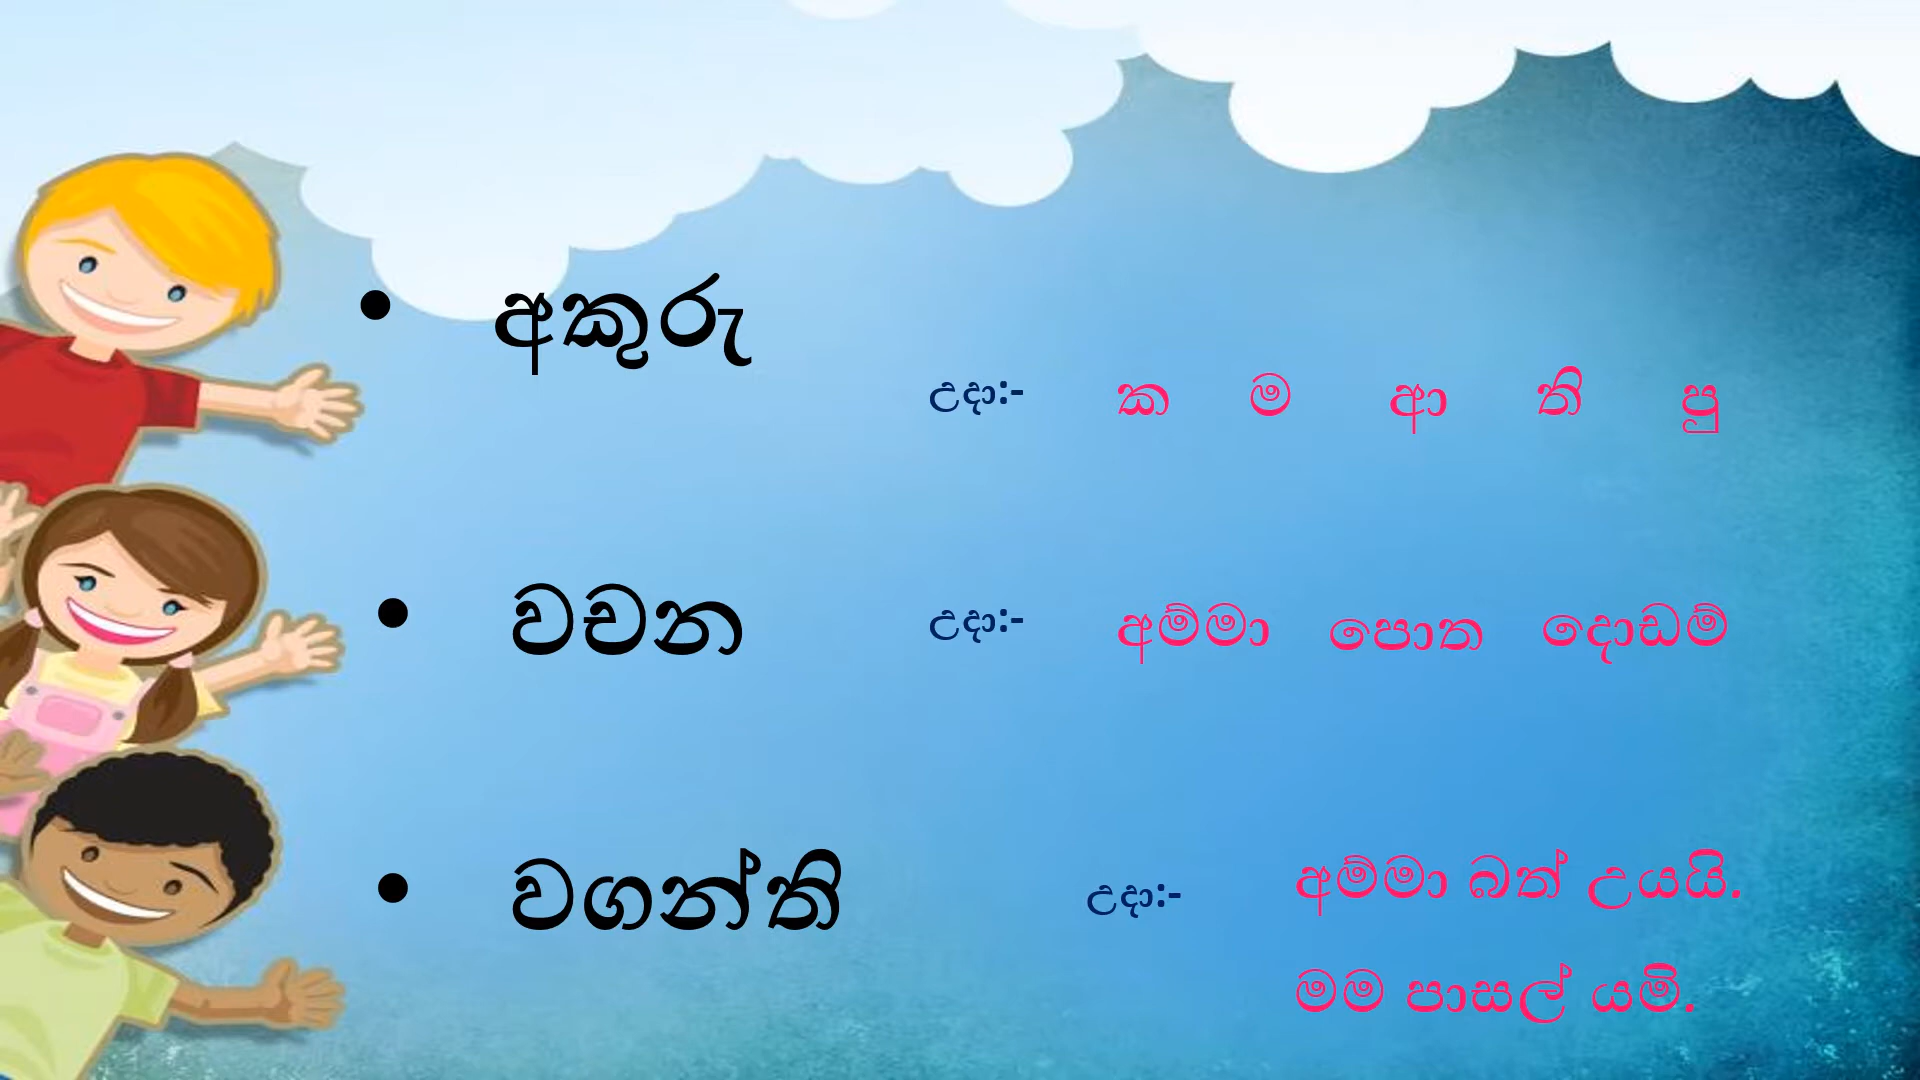 • අකුරු
උදා:- ක ම ආ ති පු
• වචන උදා:- අම්මා පොත දොඩම්
• වගන්ති උදා:- අම්මා බත් උයයි.
මම පාසල් යමි.